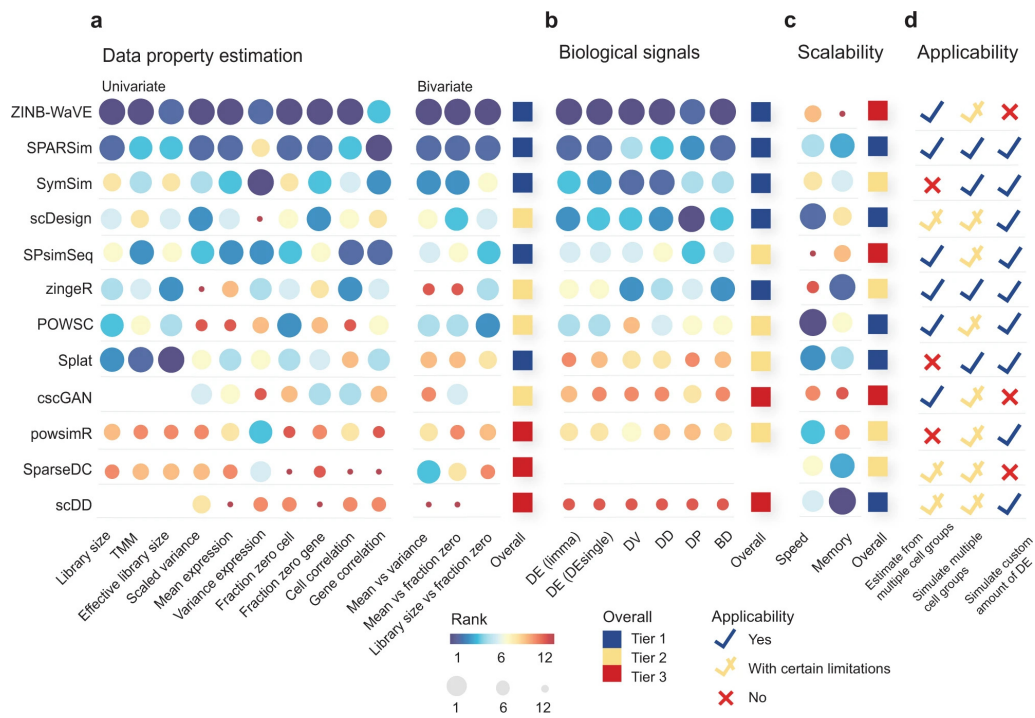 a
b
c
d
Data property estimation
Biological signals
Scalability
Applicability
Univariate
Bivariate
ZINB-WaVE
SPARSim
SymSim
scDesign
SPsimSeq
zingeR
POWSC
Splat
cscGAN
powsimR
SparseDC
scDD
Library size
TMM
Effective library size
Scaled variance
Mean expression
Variance expression
Fraction zero cell
Fraction zero gene
Cell correlation
Gene correlation
Mean vs variance
Mean vs fraction zero
Library size vs fraction zero
Overall
DE (limma)
DE (DEsingle)
DV
DD
DP
BD
Overall
Speed
Memory
Overall
Estimate from
multiple cell groups
Simulate multiple
cell groups
Simulate custom
amount of DE
Rank
1 6 12
1 6 12
Overall
Tier 1
Tier 2
Tier 3
Applicability
Yes
With certain limitations
No